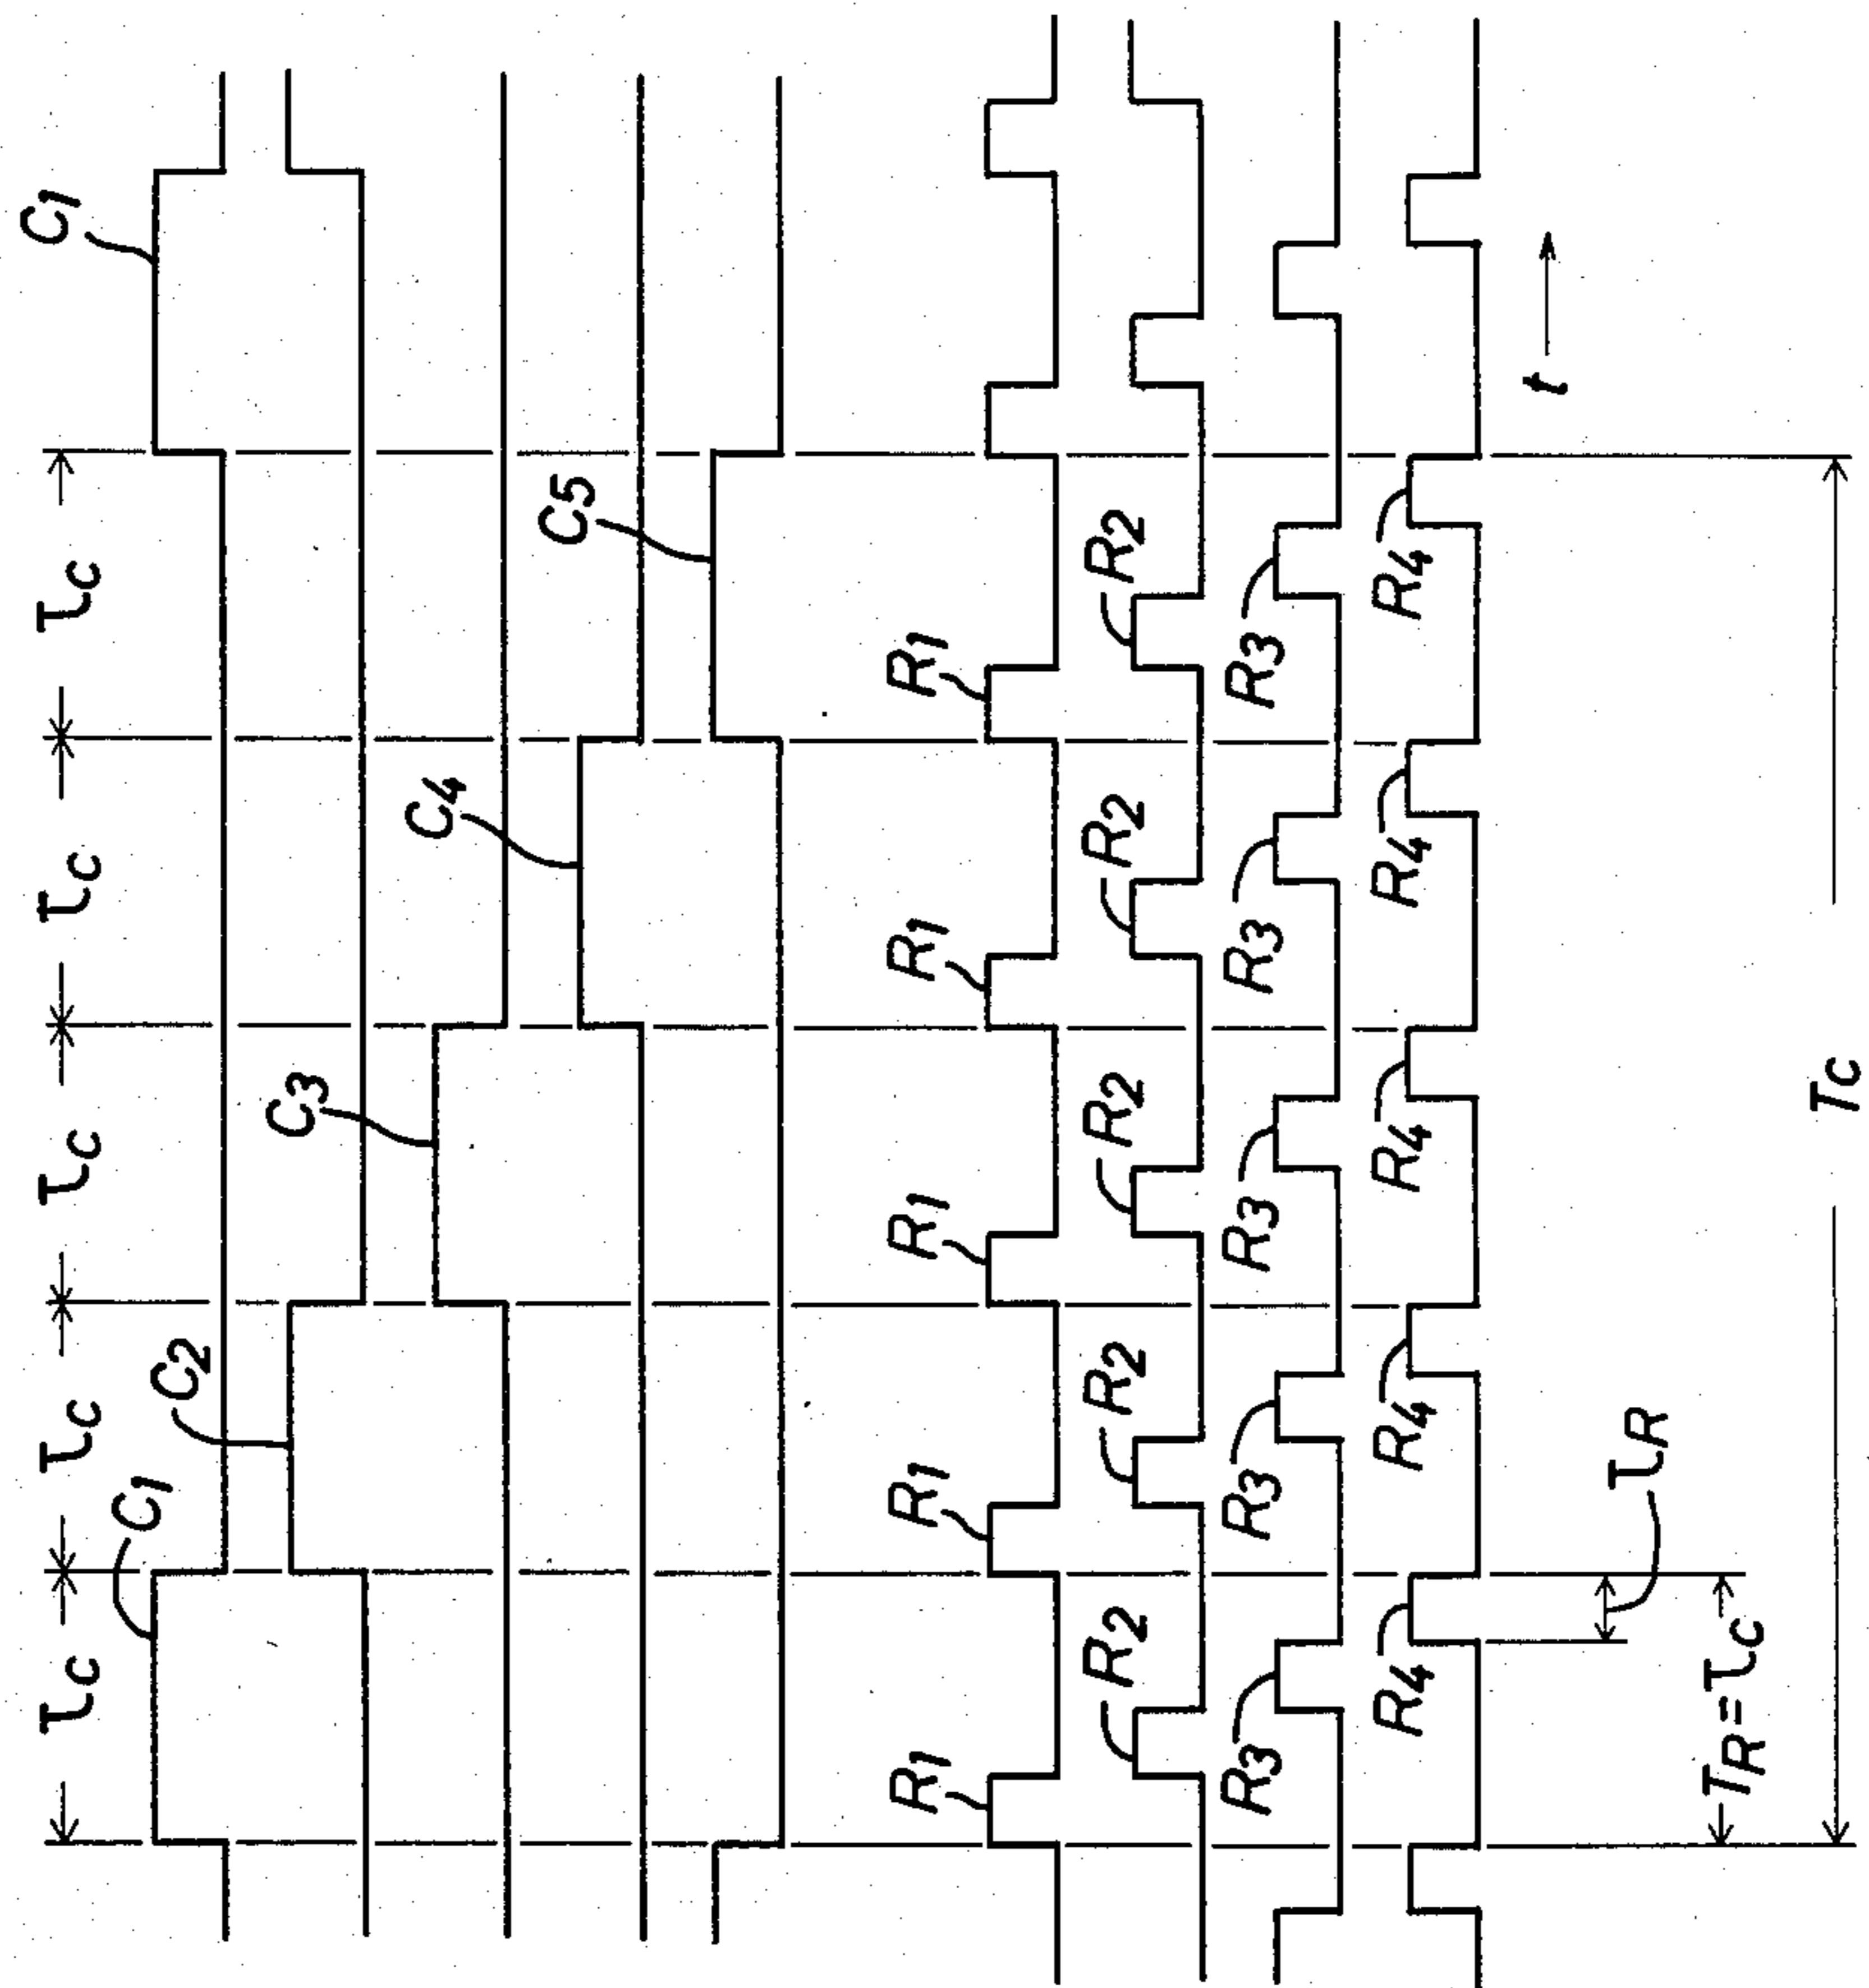 τc τc τc τc τc
C1
C1
C2
C3
C4
C5
R1 R1 R1 R1 R1
R2 R2 R2 R2 R2
R3 R3 R3 R3 R3
R4 R4 R4 R4 R4
t
τR
TR=τc
Tc